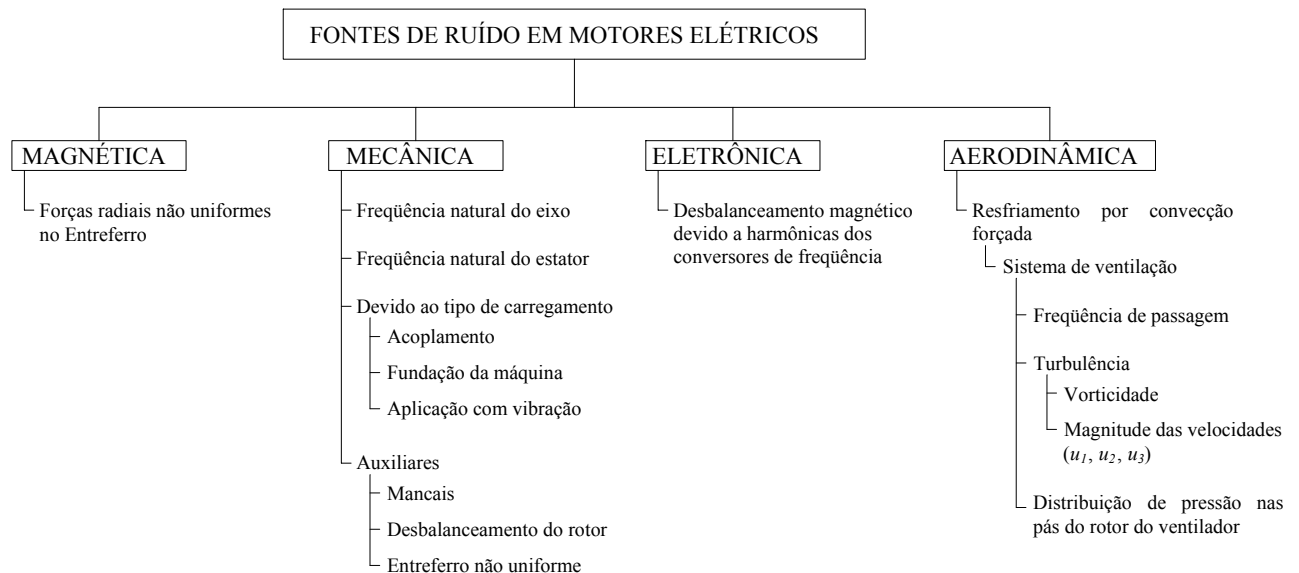 FONTES DE RUÍDO EM MOTORES ELÉTRICOS
MAGNÉTICA
Forças radiais não uniformes
no Entreferro
MECÂNICA
Freqüência natural do eixo
Freqüência natural do estator
Devido ao tipo de carregamento
Acoplamento
Fundação da máquina
Aplicação com vibração
Auxiliares
Mancais
Desbalanceamento do rotor
Entreferro não uniforme
ELETRÔNICA
Desbalanceamento magnético
devido a harmônicas dos
conversores de freqüência
AERODINÂMICA
Resfriamento por convecção
forçada
Sistema de ventilação
Freqüência de passagem
Turbulência
Vorticidade
Magnitude das velocidades
(u1, u2, u3)
Distribuição de pressão nas
pás do rotor do ventilador